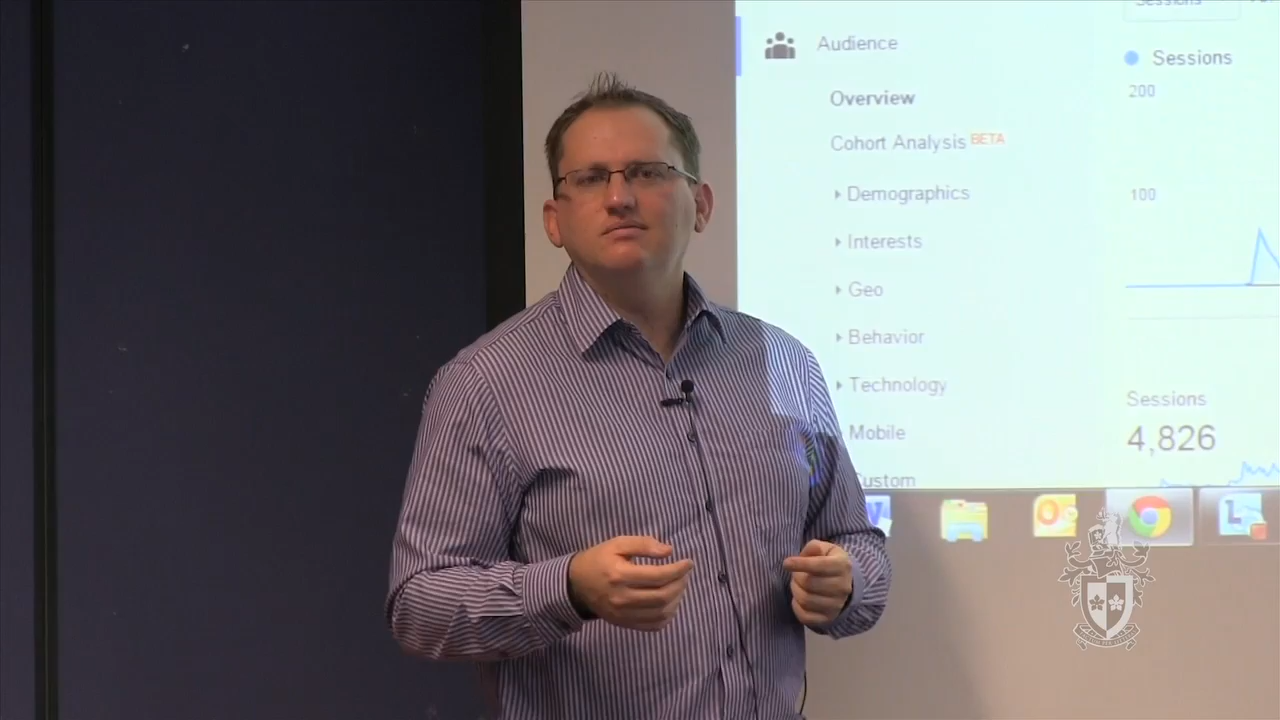 Audience
Overview
Cohort Analysis BETA
Demographics
Interests
Geo
Behavior
Technology
Mobile
Custom
Sessions
Sessions
200
100
Sessions
4,826